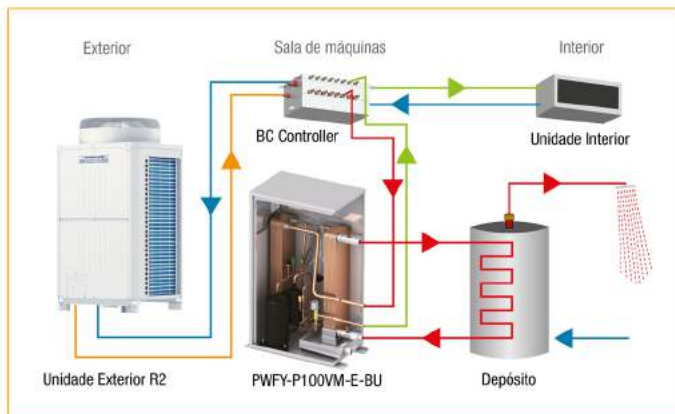 Exterior
Sala de máquinas
Interior
BC Controller
Unidade Interior
Unidade Exterior R2
PWFY-P100VM-E-BU
Depósito